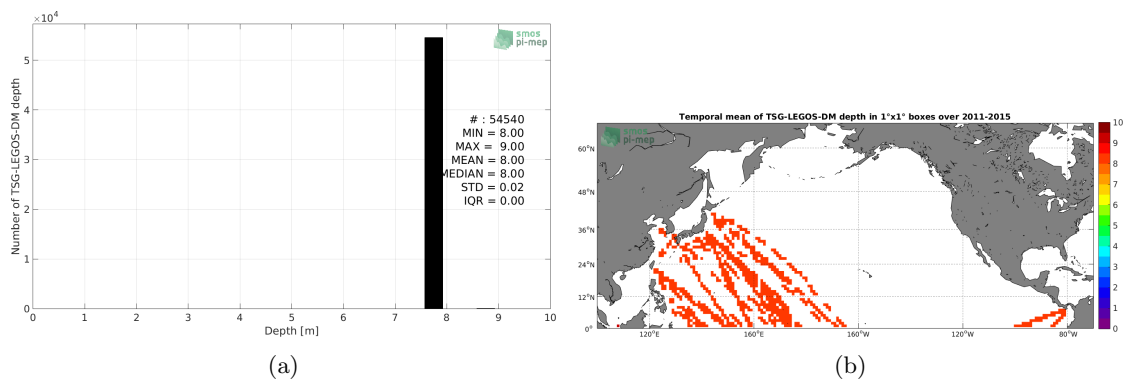 ×10⁴
5
4
3
2
1
0
Number of TSG-LEGOS-DM depth
smos
pi-mep
# : 54540
MIN = 8.00
MAX = 9.00
MEAN = 8.00
MEDIAN = 8.00
STD = 0.02
IQR = 0.00
0 1 2 3 4 5 6 7 8 9 10
Depth [m]
(a)
Temporal mean of TSG-LEGOS-DM depth in 1°x1° boxes over 2011-2015
smos
pi-mep
60°N
48°N
36°N
24°N
12°N
0°
120°E 160°E 160°W 120°W 80°W
10
9
8
7
6
5
4
3
2
1
0
(b)